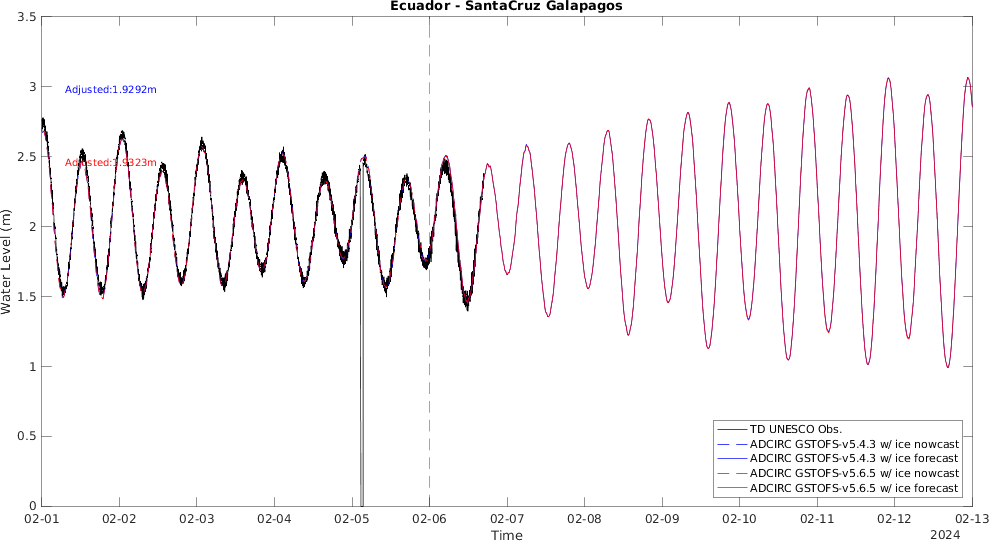 Ecuador - SantaCruz Galapagos
3.5
3
2.5
2
1.5
1
0.5
0
Water Level (m)
Adjusted:1.9292m
Adjusted:1.9323m
TD UNESCO Obs.
ADCIRC GSTOFS-v5.4.3 w/ ice nowcast
ADCIRC GSTOFS-v5.4.3 w/ ice forecast
ADCIRC GSTOFS-v5.6.5 w/ ice nowcast
ADCIRC GSTOFS-v5.6.5 w/ ice forecast
02-01 02-02 02-03 02-04 02-05 02-06 02-07 02-08 02-09 02-10 02-11 02-12 02-13
Time
2024